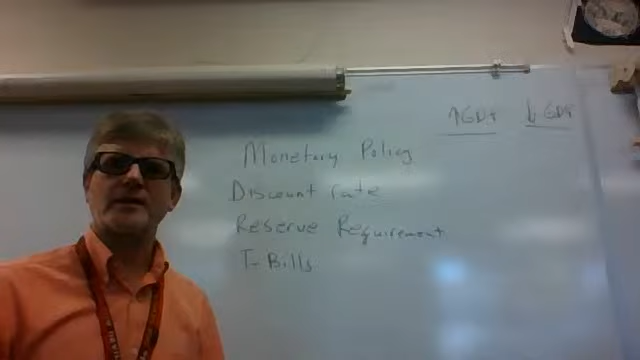 ↑GDP ↓GDP
Monetary Policy
Discount rate
Reserve Requirement
T-Bills